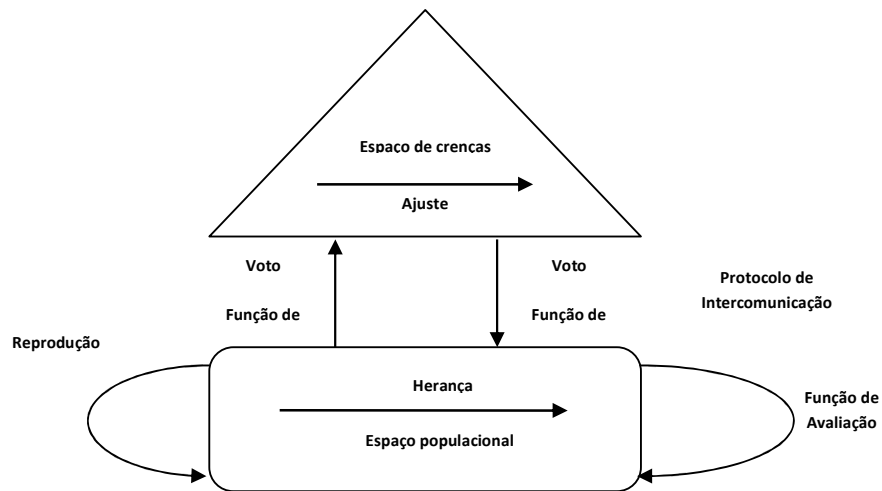 Espaço de crenças
Ajuste
Voto
Voto
Protocolo de
Intercomunicação
Função de
Função de
Reprodução
Herança
Função de
Avaliação
Espaço populacional